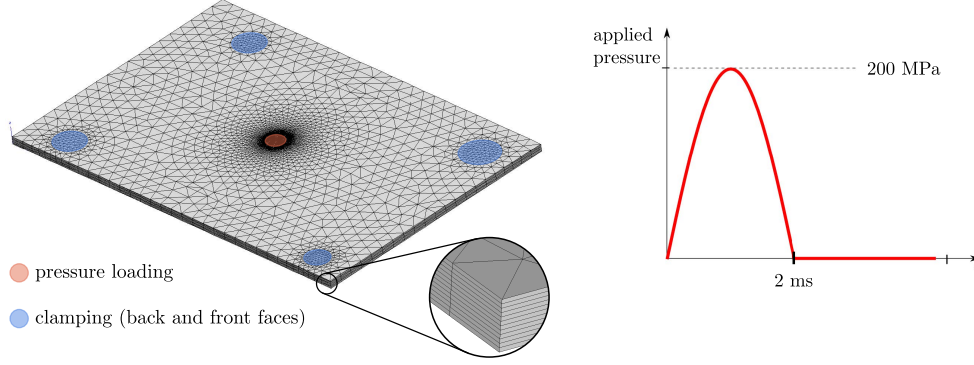 applied
pressure
200 MPa
2 ms
pressure loading
clamping (back and front faces)